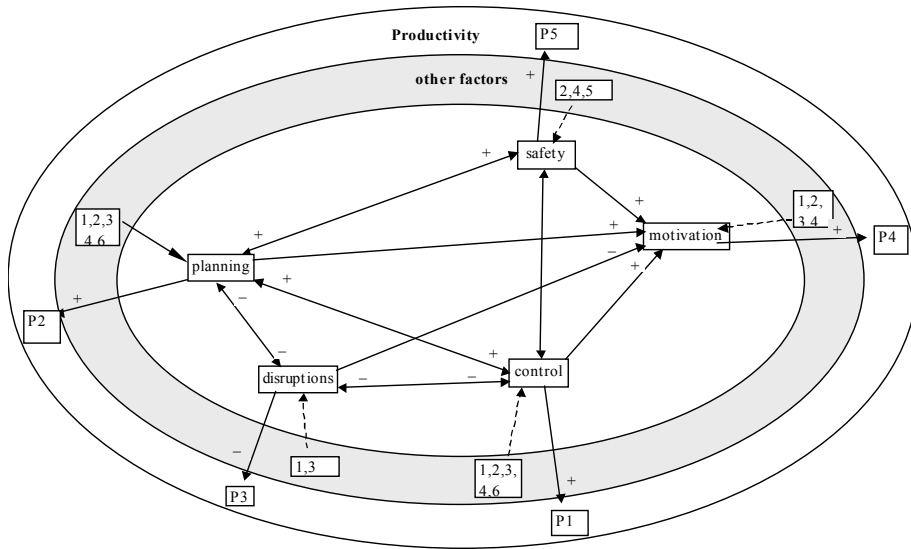 Productivity
P5
+
other factors
2,4,5
+
safety
1,2,3
4,6
+
+
1,2,
3,4
+
motivation
+
P4
–
+
planning
+
–
+
P2
–
+
disruptions
–
–
control
–
1,3
1,2,3,
4,6
+
P3
P1